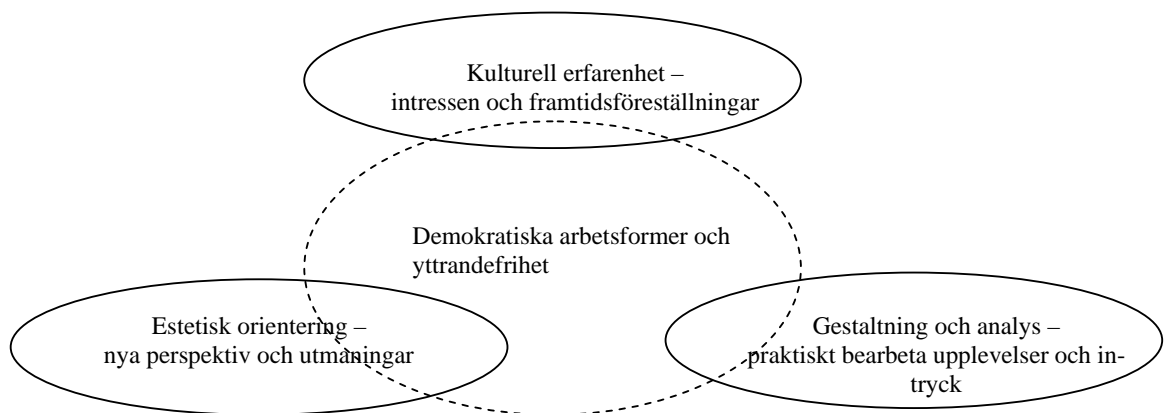 Kulturell erfarenhet –
intressen och framtidsföreställningar
Demokratiska arbetsformer och
yttrandefrihet
Estetisk orientering –
nya perspektiv och utmaningar
Gestaltning och analys –
praktiskt bearbeta upplevelser och in-
tryck